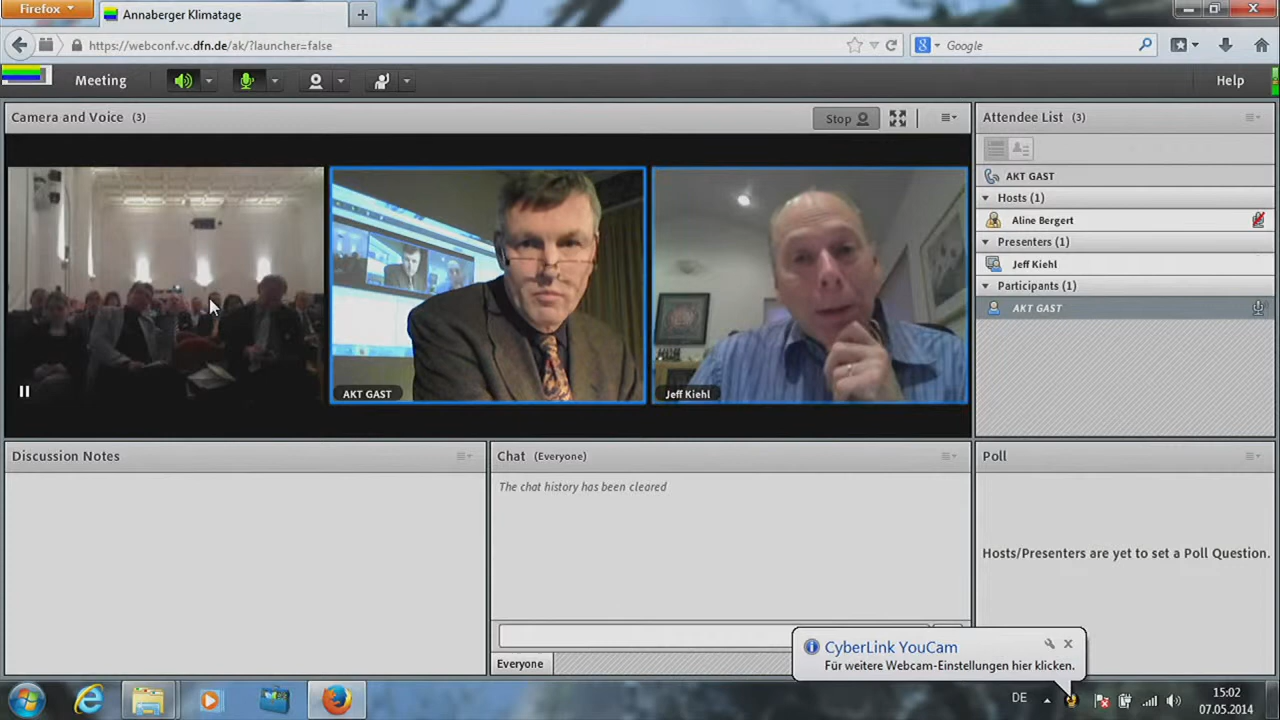 Firefox
Annaberger Klimatage
https://webconf.vc.dfn.de/ak/?launcher=false
Google
Meeting
Help
Camera and Voice (3)
Stop
Attendee List (3)
AKT GAST
Hosts (1)
Aline Bergert
Presenters (1)
Jeff Kiehl
Participants (1)
AKT GAST
AKT GAST
Jeff Kiehl
Discussion Notes
Chat (Everyone)
Poll
The chat history has been cleared
Hosts/Presenters are yet to set a Poll Question.
Everyone
CyberLink YouCam
Für weitere Webcam-Einstellungen hier klicken.
DE
15:02
07.05.2014